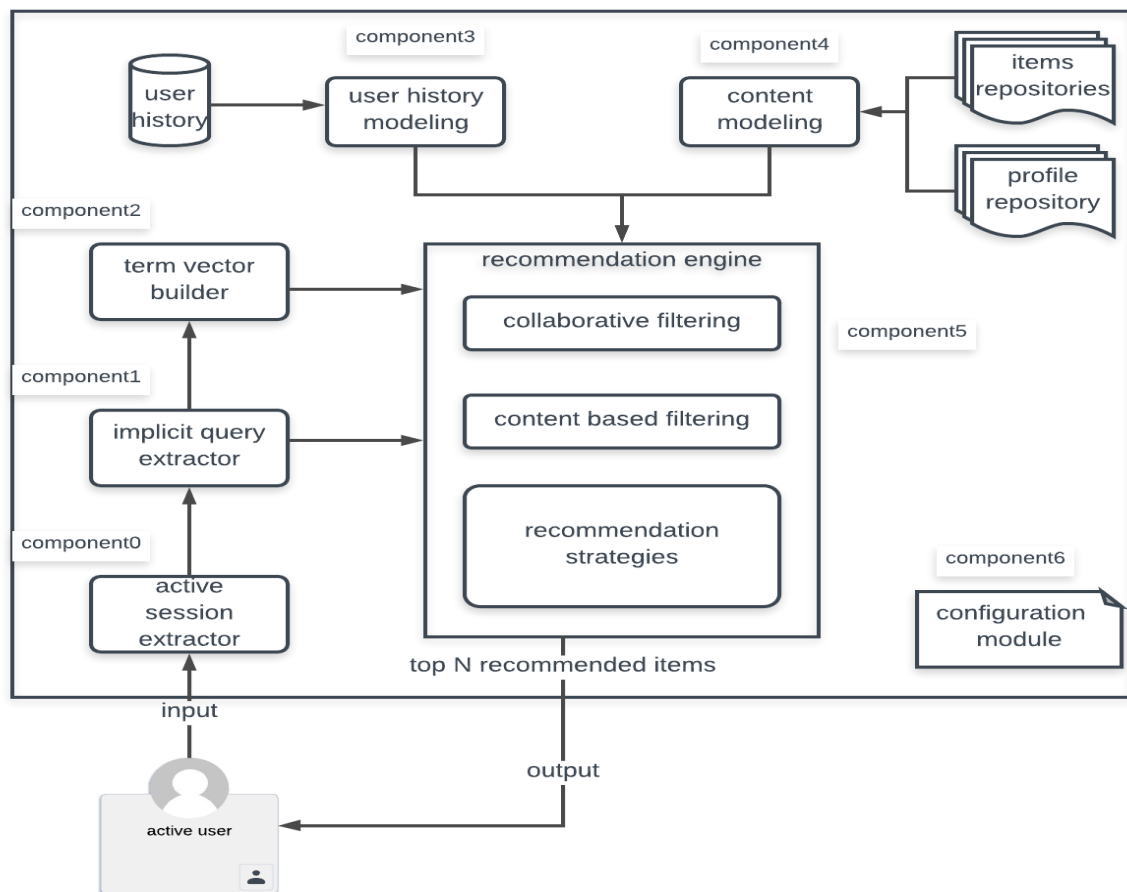 component3
component4
user
history
user history
modeling
content
modeling
items
repositories
profile
repository
component2
term vector
builder
recommendation engine
collaborative filtering
component5
component1
implicit query
extractor
content based filtering
component0
active
session
extractor
recommendation
strategies
component6
configuration
module
top N recommended items
input
output
active user